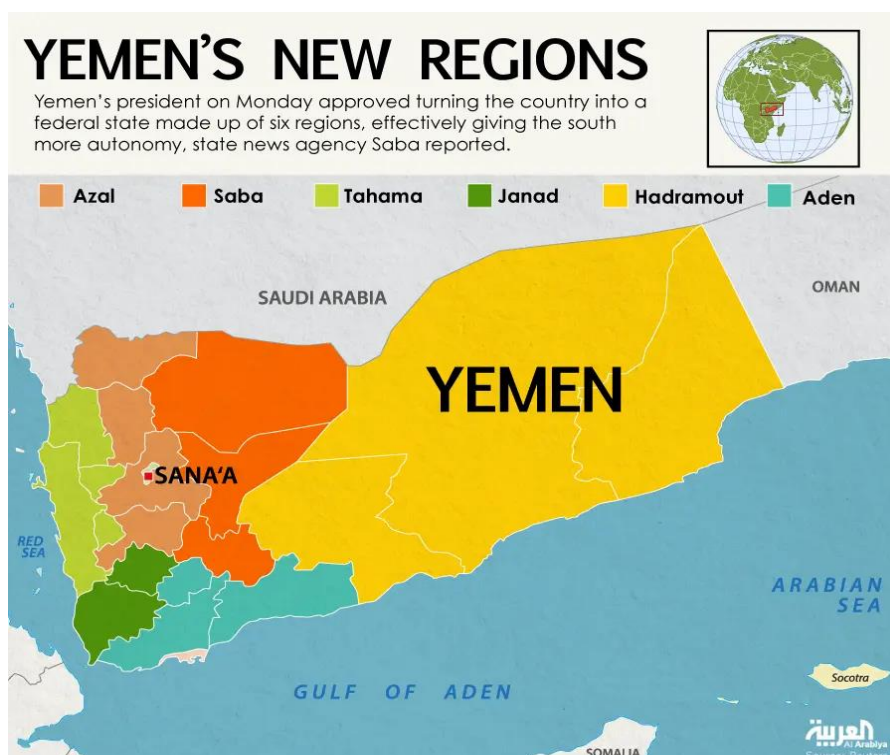 YEMEN'S NEW REGIONS
Yemen's president on Monday approved turning the country into a
federal state made up of six regions, effectively giving the south
more autonomy, state news agency Saba reported.
Azal Saba Tahama Janad Hadramout Aden
OMAN
SAUDI ARABIA
YEMEN
SANA'A
RED
SEA
ARABIAN
SEA
Socotra
GULF OF ADEN
العربية
Al Arabiya
SOMALIA